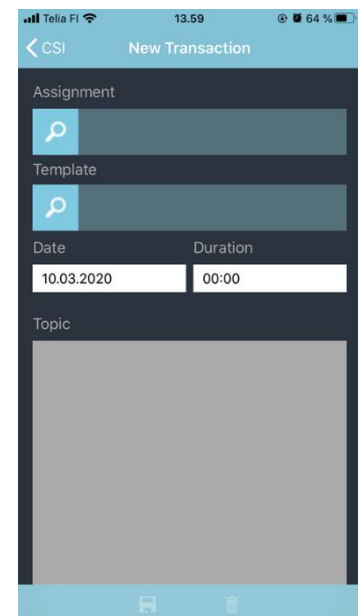 Telia FI 13.59 64 %
CSI New Transaction
Assignment
Template
Date Duration
10.03.2020 00:00
Topic